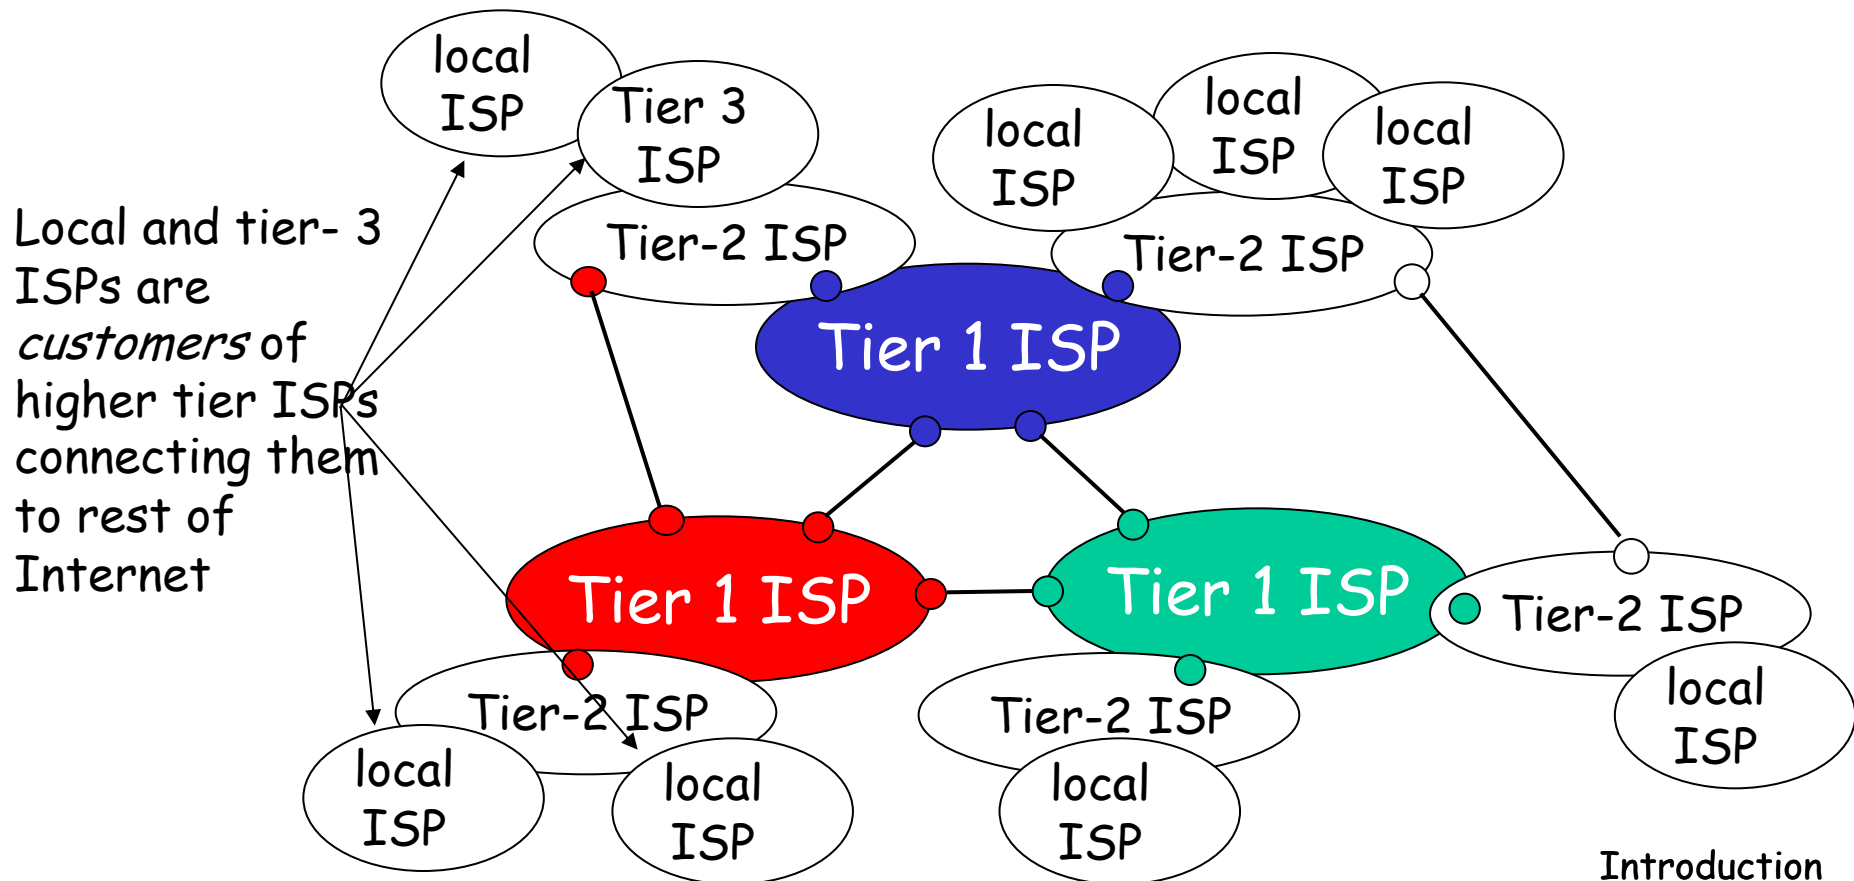 local
ISP
Tier 3
ISP
local
ISP
local
ISP
local
ISP
Local and tier- 3
ISPs are
customers of
higher tier ISPs
connecting them
to rest of
Internet
Tier-2 ISP
Tier-2 ISP
Tier 1 ISP
Tier 1 ISP
Tier 1 ISP
Tier-2 ISP
local
ISP
Tier-2 ISP
Tier-2 ISP
local
ISP
local
ISP
local
ISP
Introduction